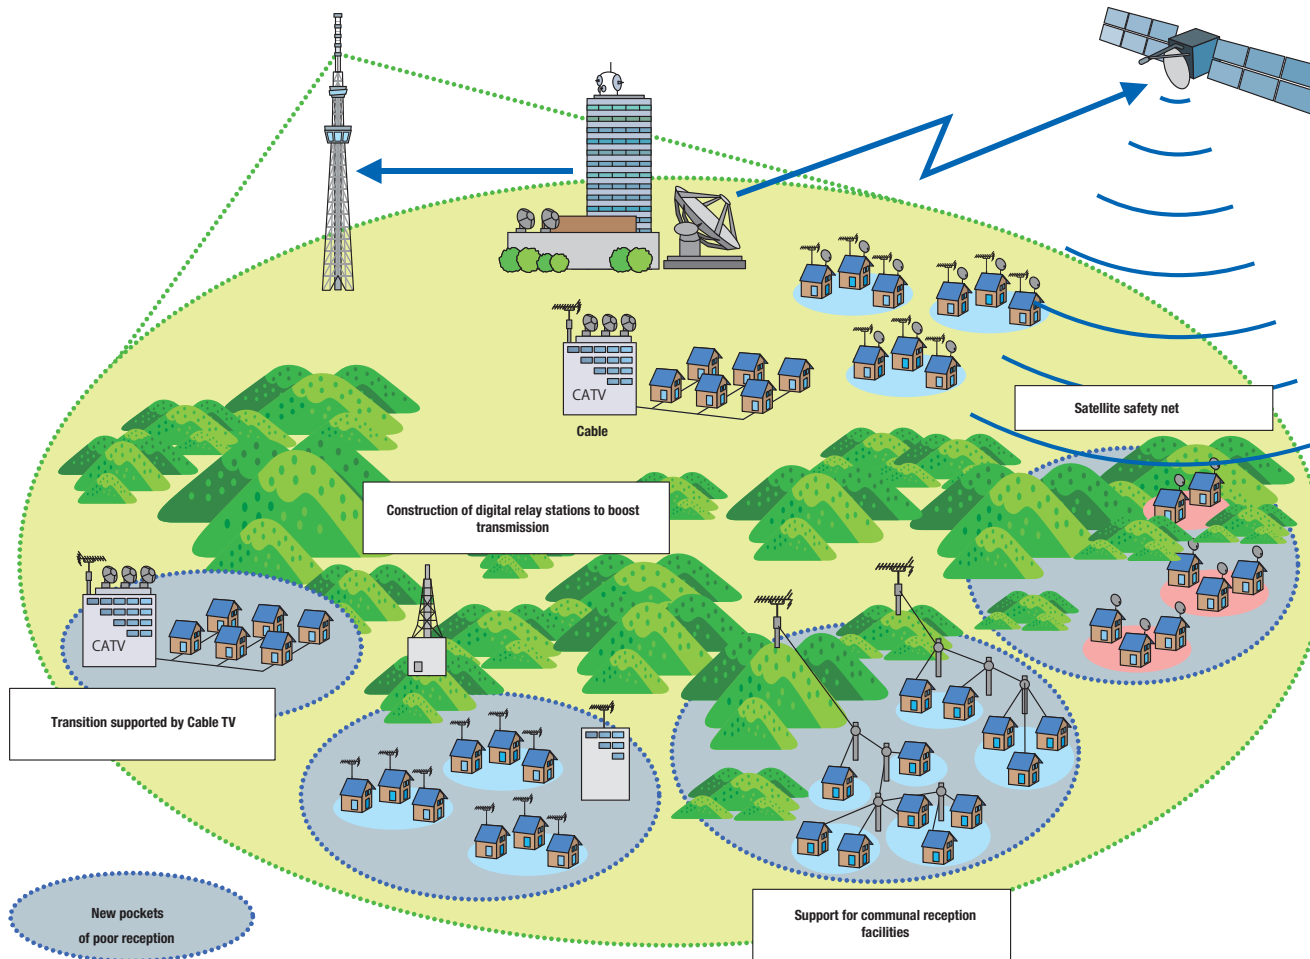 CATV
Cable
Satellite safety net
Construction of digital relay stations to boost
transmission
CATV
Transition supported by Cable TV
New pockets
of poor reception
Support for communal reception
facilities